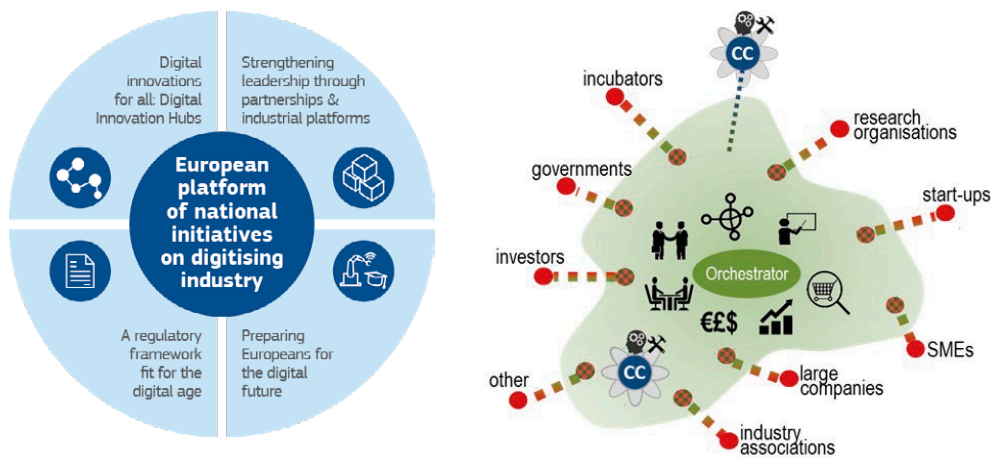 Digital
innovations
for all: Digital
Innovation Hubs
Strengthening
leadership through
partnerships &
industrial platforms
European
platform
of national
initiatives
on digitising
industry
A regulatory
framework
fit for the
digital age
Preparing
Europeans for
the digital
future
CC
incubators
research
organisations
governments
start-ups
investors
Orchestrator
€£$
SMEs
CC
other
large
companies
industry
associations